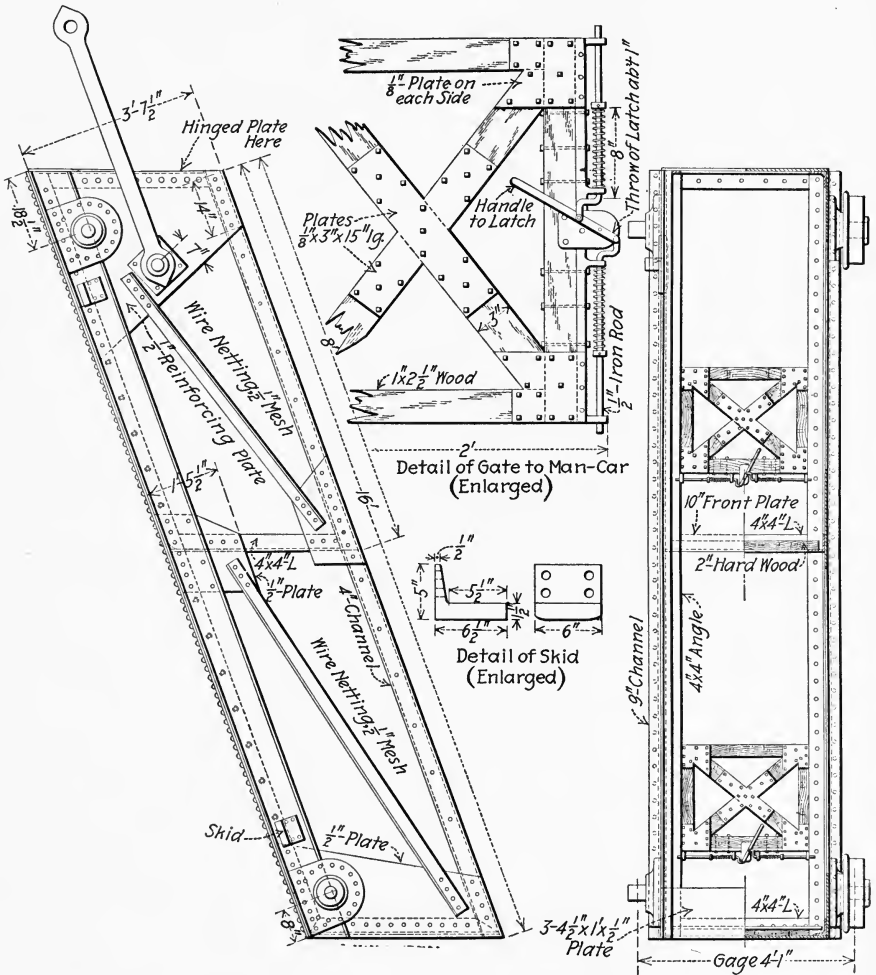 3'-7 1/2"
Hinged Plate
Here
18 1/2"
14"
7"
Wire Netting, 1/2" Mesh
1/2" Reinforcing Plate
1'-5 1/2"
4"x4"L
1/2"-Plate
4" Channel
Wire Netting, 1/2" Mesh
8'
16'
Skid
1/2"-Plate
8"
1/8" Plate on
each Side
Plates
1/8"x3"x15" lg.
Handle
to Latch
8"
Throw of Latch ab't 1"
3"
1"x2 1/2" Wood
1/2"-Iron Rod
2'
Detail of Gate to Man-Car
(Enlarged)
1/2"
5"
5 1/2"
1/2"
6 1/2"
6"
Detail of Skid
(Enlarged)
10" Front Plate
4"x4"-L
2"-Hard Wood
4x4" Angle
9" Channel
4"x4"-L
3-4 1/2"x1'x1/2"
Plate
Gage 4'-1"